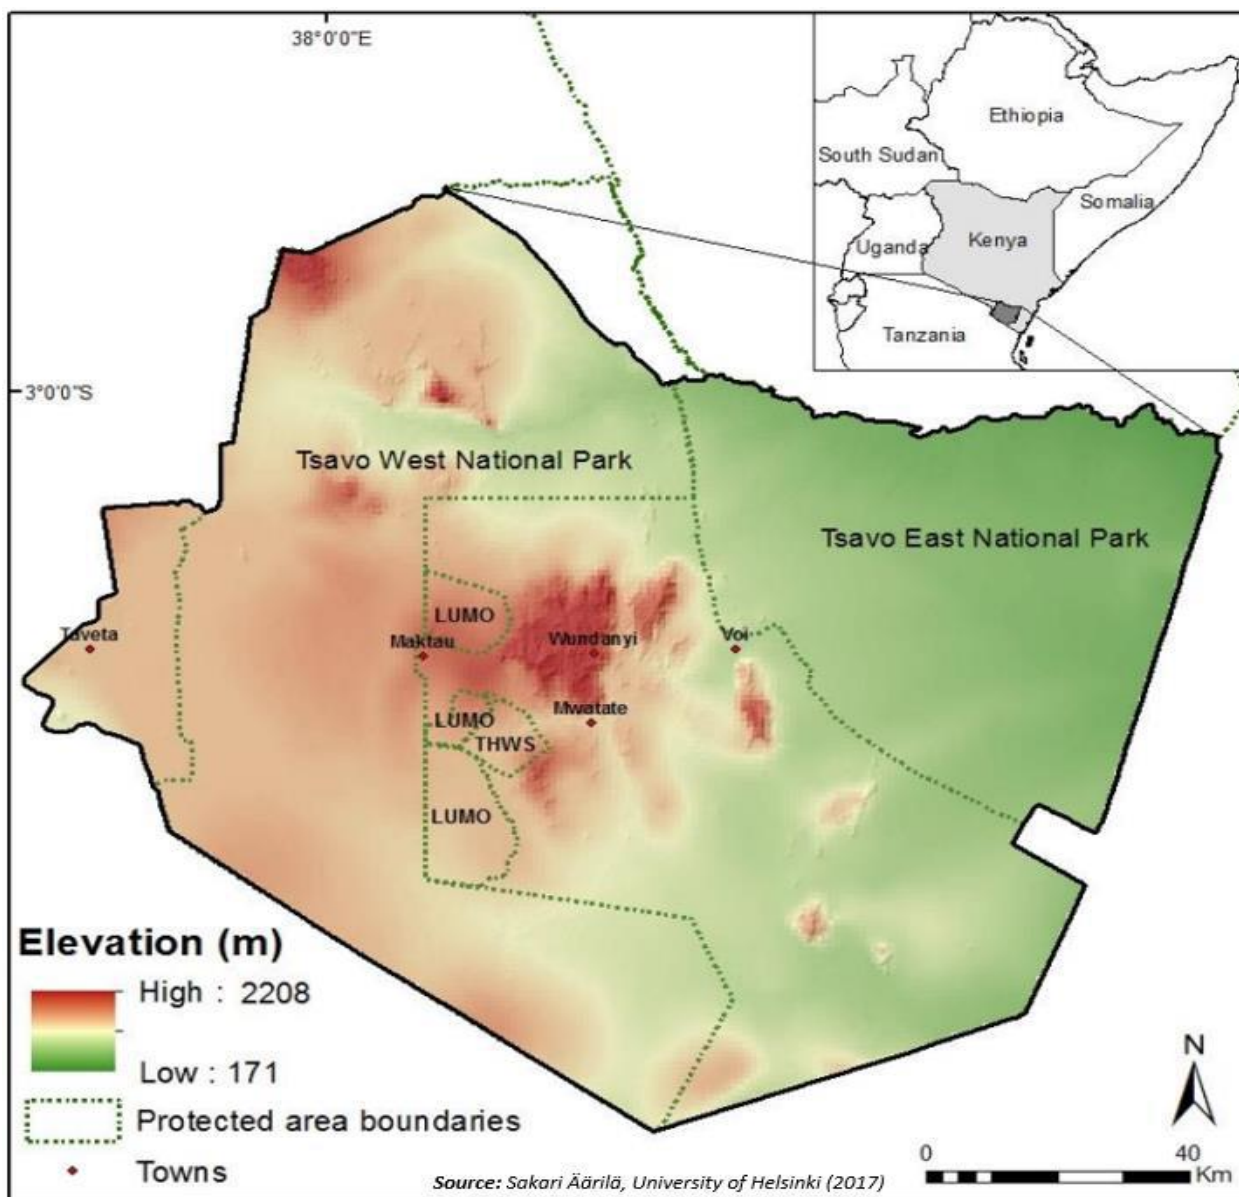 38°0'0"E
Ethiopia
South Sudan
Somalia
Uganda
Kenya
Tanzania
3°0'0"S
Tsavo West National Park
Tsavo East National Park
LUMO
Taveta
Maktau
Wundanyi
Voi
LUMO
Mwatate
THWS
LUMO
Elevation (m)
High : 2208
Low : 171
Protected area boundaries
Towns
N
0 40
Km
Source: Sakari Äärilä, University of Helsinki (2017)